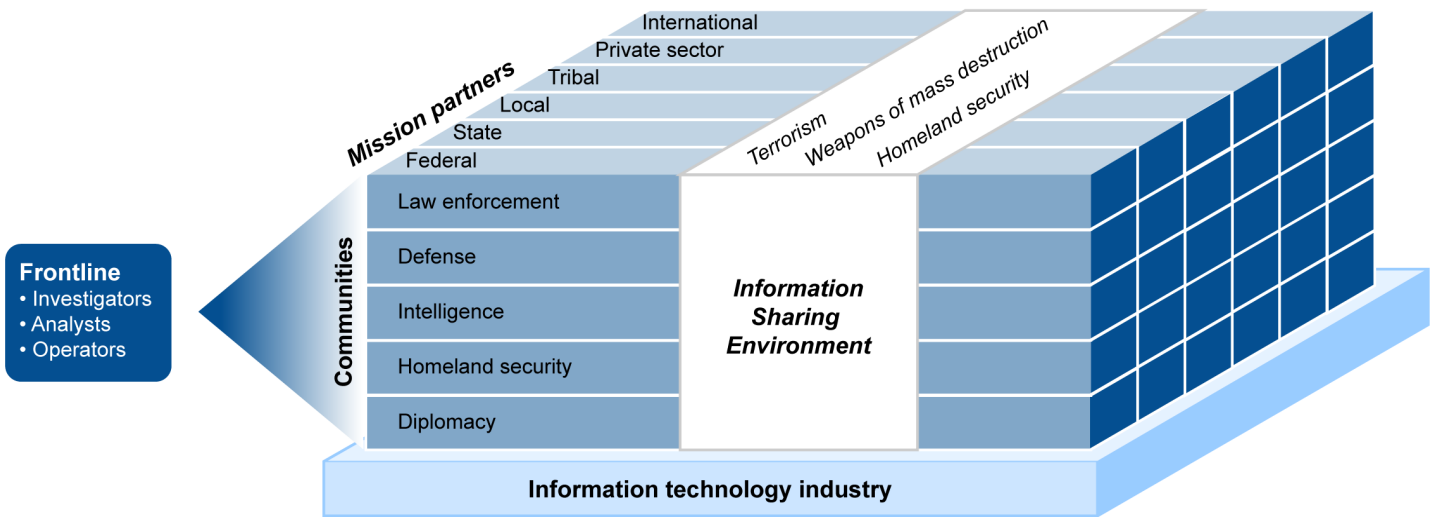 International
Private sector
Tribal
Local
State
Federal
Mission partners
Terrorism
Weapons of mass destruction
Homeland security
Communities
Law enforcement
Defense
Intelligence
Homeland security
Diplomacy
Information
Sharing
Environment
Frontline
• Investigators
• Analysts
• Operators
Information technology industry